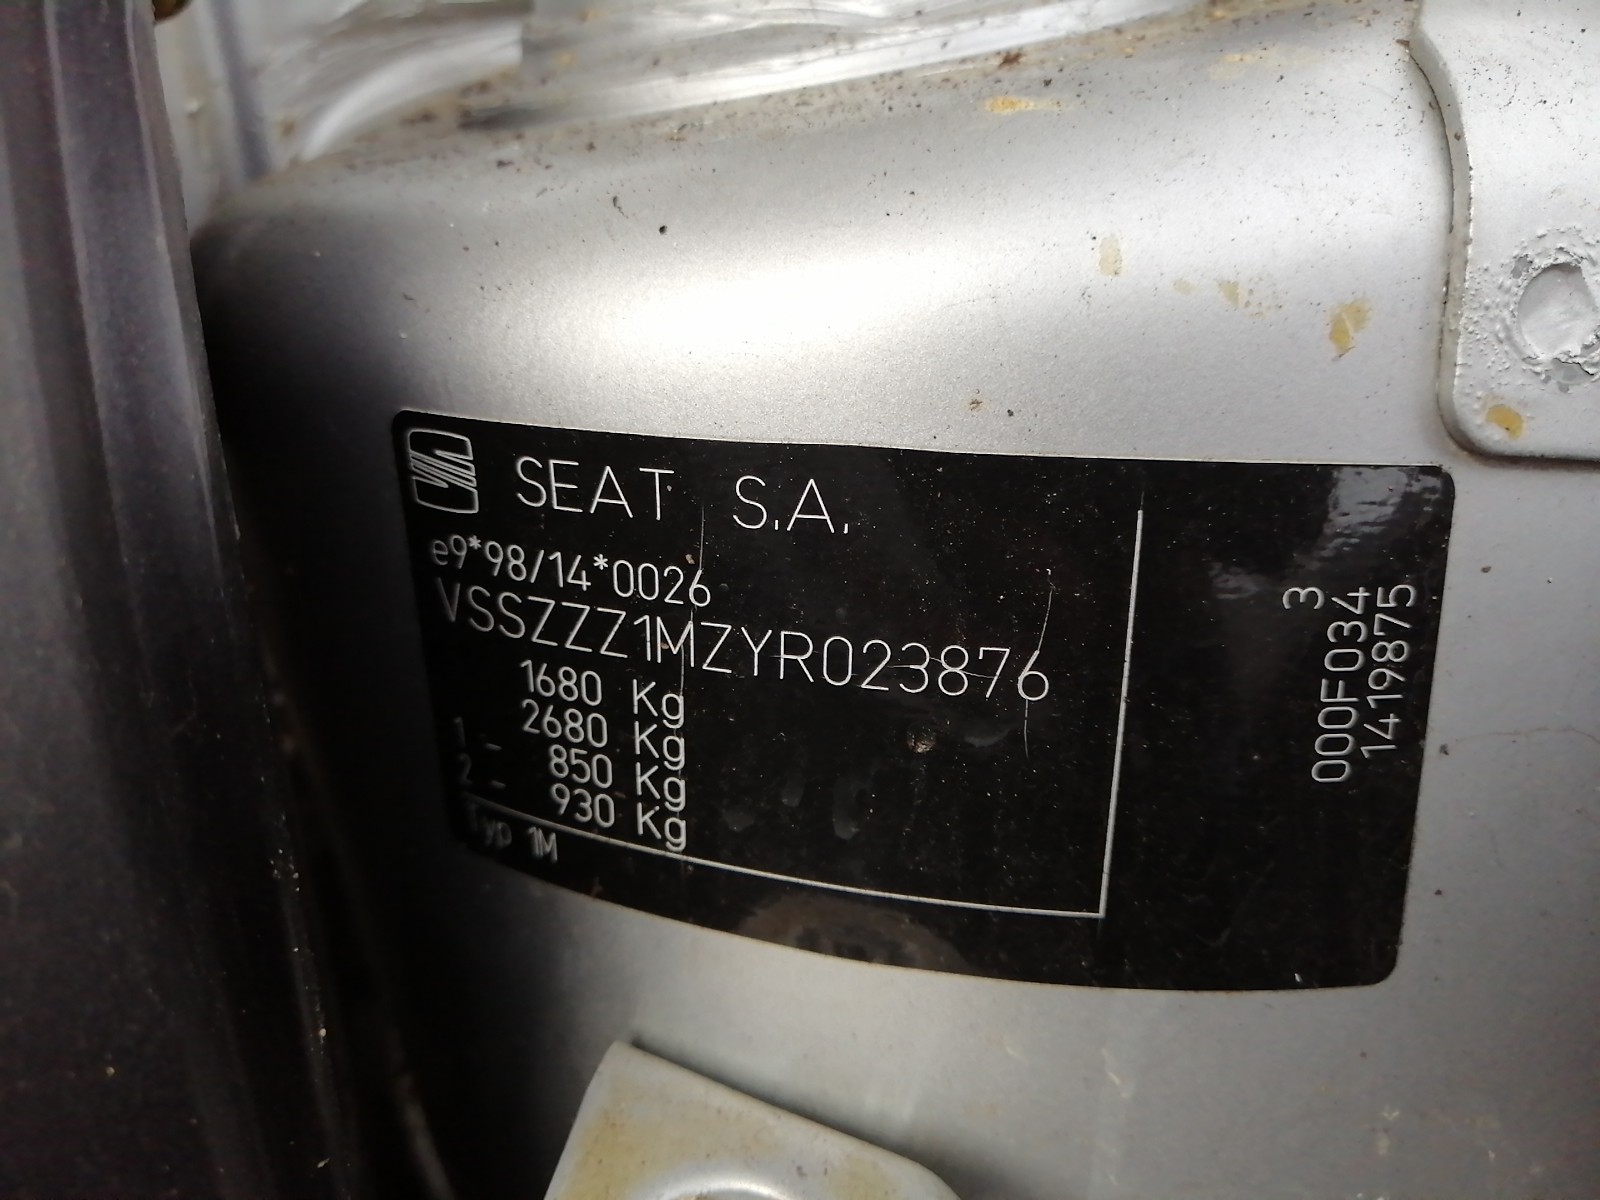 SEAT S.A.
e9*98/14*0026
VSSZZZ1MZYR023876
1680 Kg
2680 Kg
1 - 850 Kg
2 - 930 Kg
Typ 1M
3
000F034
1419875